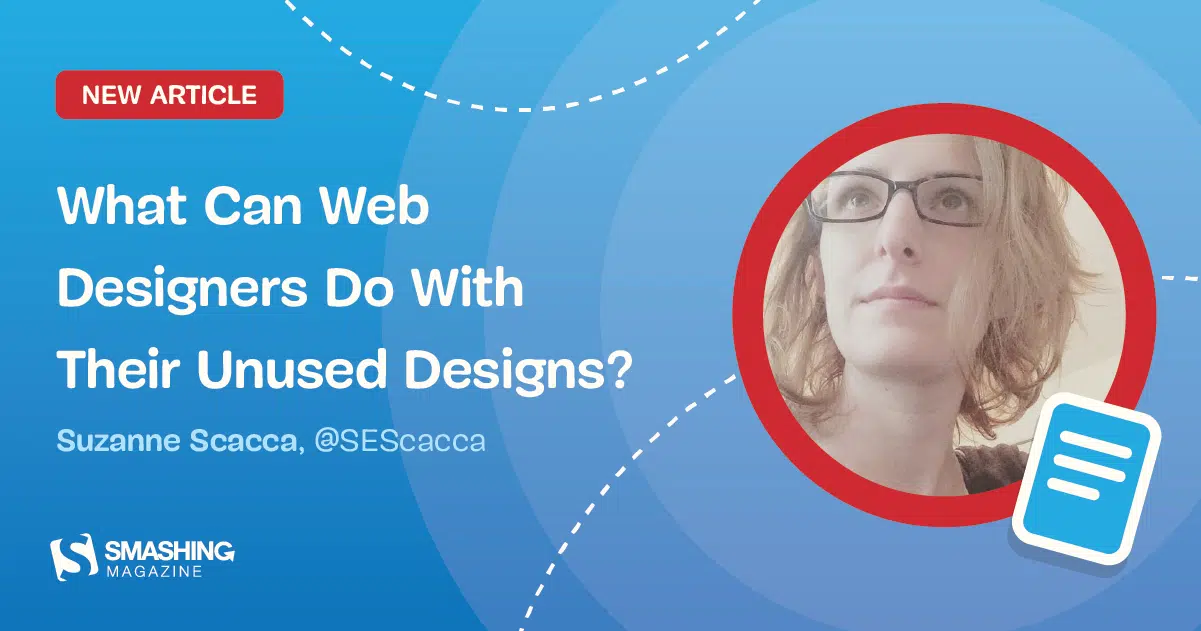 NEW ARTICLE
What Can Web
Designers Do With
Their Unused Designs?
Suzanne Scacca, @SEScacca
SMASHING
MAGAZINE